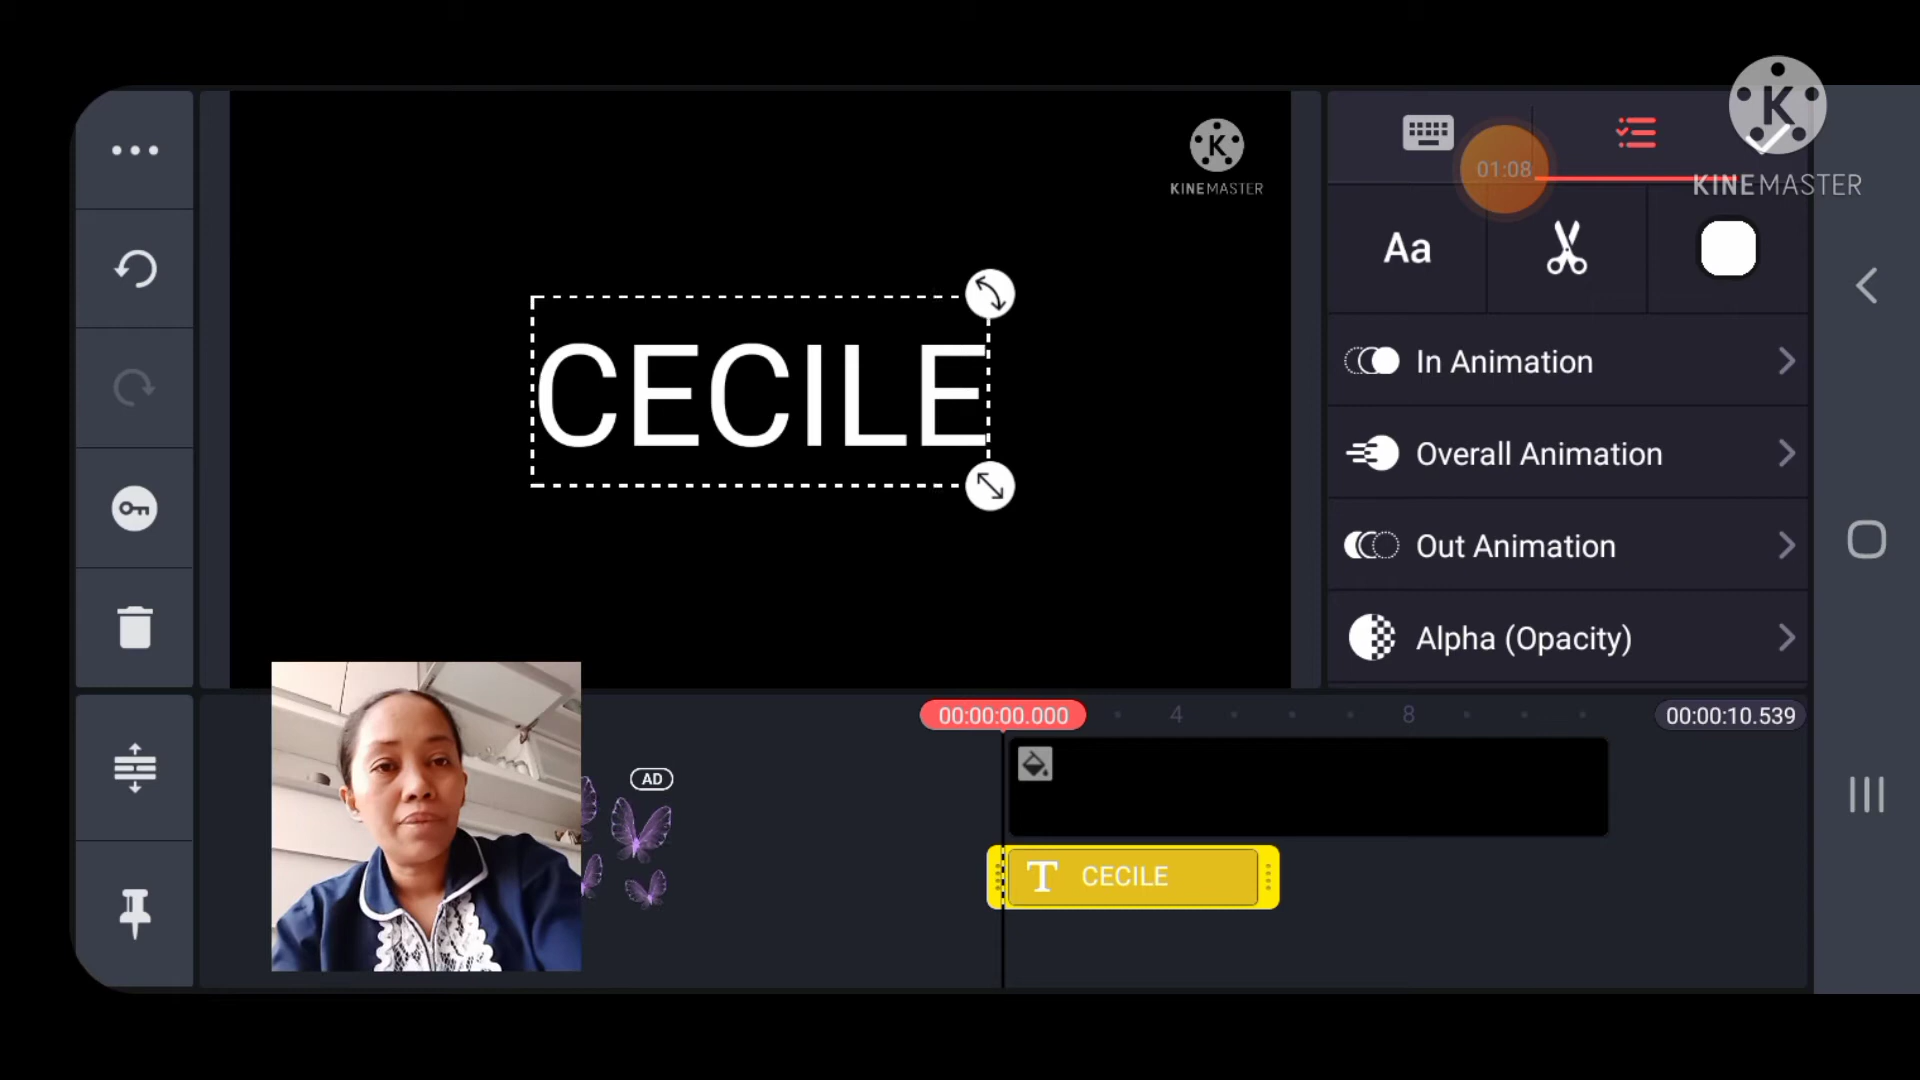 KINEMASTER
01:08
KINEMASTER
Aa
In Animation
Overall Animation
Out Animation
Alpha (Opacity)
CECILE
00:00:00.000
4
8
00:00:10.539
AD
T CECILE